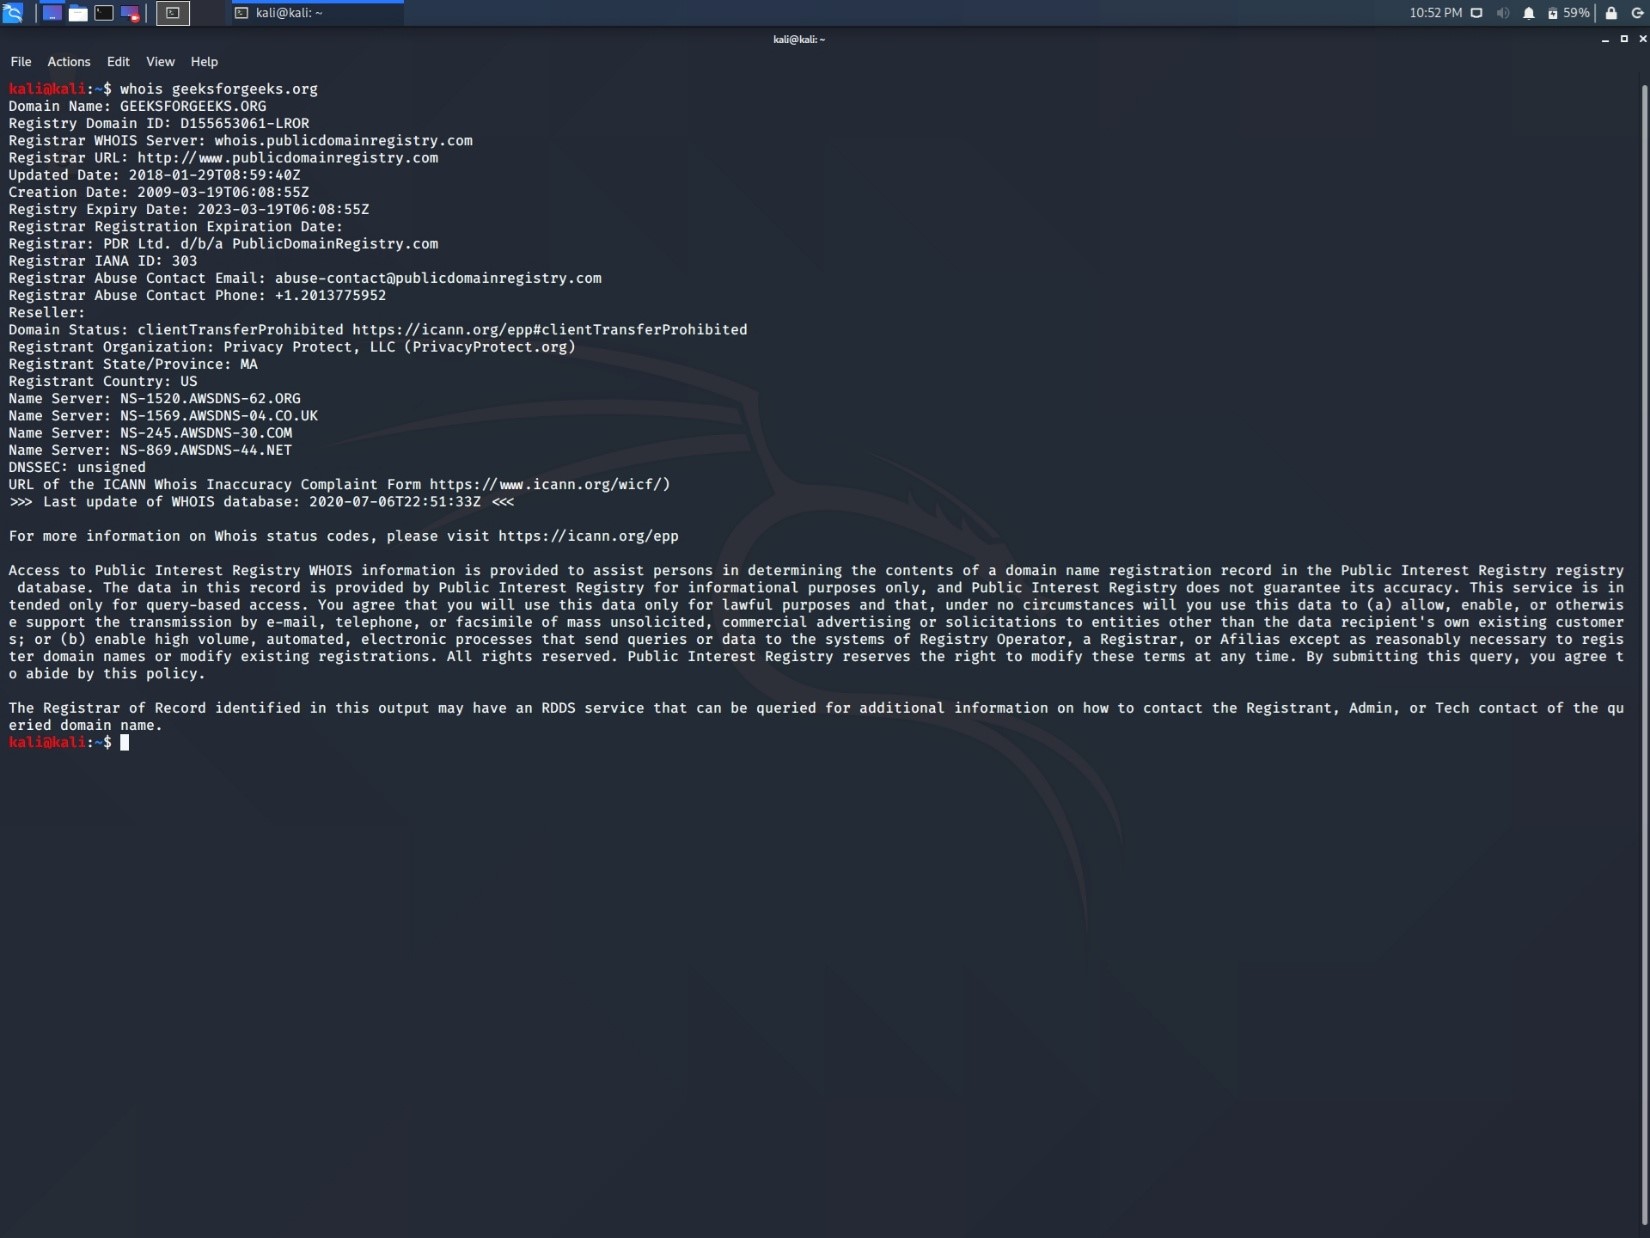 kali@kali: ~
10:52 PM
59%
kali@kali: ~
File Actions Edit View Help
kali@kali:~$ whois geeksforgeeks.org
Domain Name: GEEKSFORGEEKS.ORG
Registry Domain ID: D155653061-LROR
Registrar WHOIS Server: whois.publicdomainregistry.com
Registrar URL: http://www.publicdomainregistry.com
Updated Date: 2018-01-29T08:59:40Z
Creation Date: 2009-03-19T06:08:55Z
Registry Expiry Date: 2023-03-19T06:08:55Z
Registrar Registration Expiration Date:
Registrar: PDR Ltd. d/b/a PublicDomainRegistry.com
Registrar IANA ID: 303
Registrar Abuse Contact Email: abuse-contact@publicdomainregistry.com
Registrar Abuse Contact Phone: +1.2013775952
Reseller:
Domain Status: clientTransferProhibited https://icann.org/epp#clientTransferProhibited
Registrant Organization: Privacy Protect, LLC (PrivacyProtect.org)
Registrant State/Province: MA
Registrant Country: US
Name Server: NS-1520.AWSDNS-62.ORG
Name Server: NS-1569.AWSDNS-04.CO.UK
Name Server: NS-245.AWSDNS-30.COM
Name Server: NS-869.AWSDNS-44.NET
DNSSEC: unsigned
URL of the ICANN Whois Inaccuracy Complaint Form https://www.icann.org/wicf/)
>>> Last update of WHOIS database: 2020-07-06T22:51:33Z <<<
For more information on Whois status codes, please visit https://icann.org/epp
Access to Public Interest Registry WHOIS information is provided to assist persons in determining the contents of a domain name registration record in the Public Interest Registry registry
 database. The data in this record is provided by Public Interest Registry for informational purposes only, and Public Interest Registry does not guarantee its accuracy. This service is in
tended only for query-based access. You agree that you will use this data only for lawful purposes and that, under no circumstances will you use this data to (a) allow, enable, or otherwis
e support the transmission by e-mail, telephone, or facsimile of mass unsolicited, commercial advertising or solicitations to entities other than the data recipient's own existing customer
s; or (b) enable high volume, automated, electronic processes that send queries or data to the systems of Registry Operator, a Registrar, or Afilias except as reasonably necessary to regis
ter domain names or modify existing registrations. All rights reserved. Public Interest Registry reserves the right to modify these terms at any time. By submitting this query, you agree t
o abide by this policy.
The Registrar of Record identified in this output may have an RDDS service that can be queried for additional information on how to contact the Registrant, Admin, or Tech contact of the qu
eried domain name.
kali@kali:~$